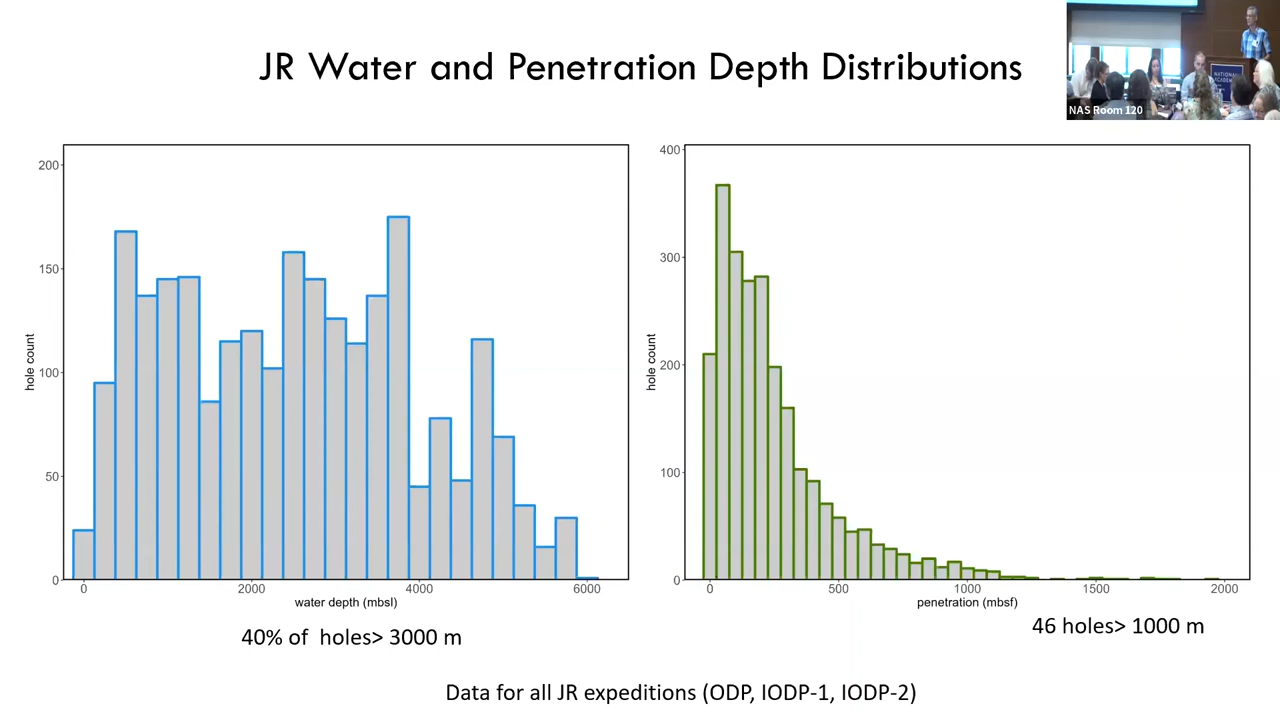 JR Water and Penetration Depth Distributions
NATIONAL
NAS Room 120
hole count
200
150
100
50
0
0 2000 4000 6000
water depth (mbsl)
40% of holes> 3000 m
hole count
400
300
200
100
0
0 500 1000 1500 2000
penetration (mbsf)
46 holes> 1000 m
Data for all JR expeditions (ODP, IODP-1, IODP-2)